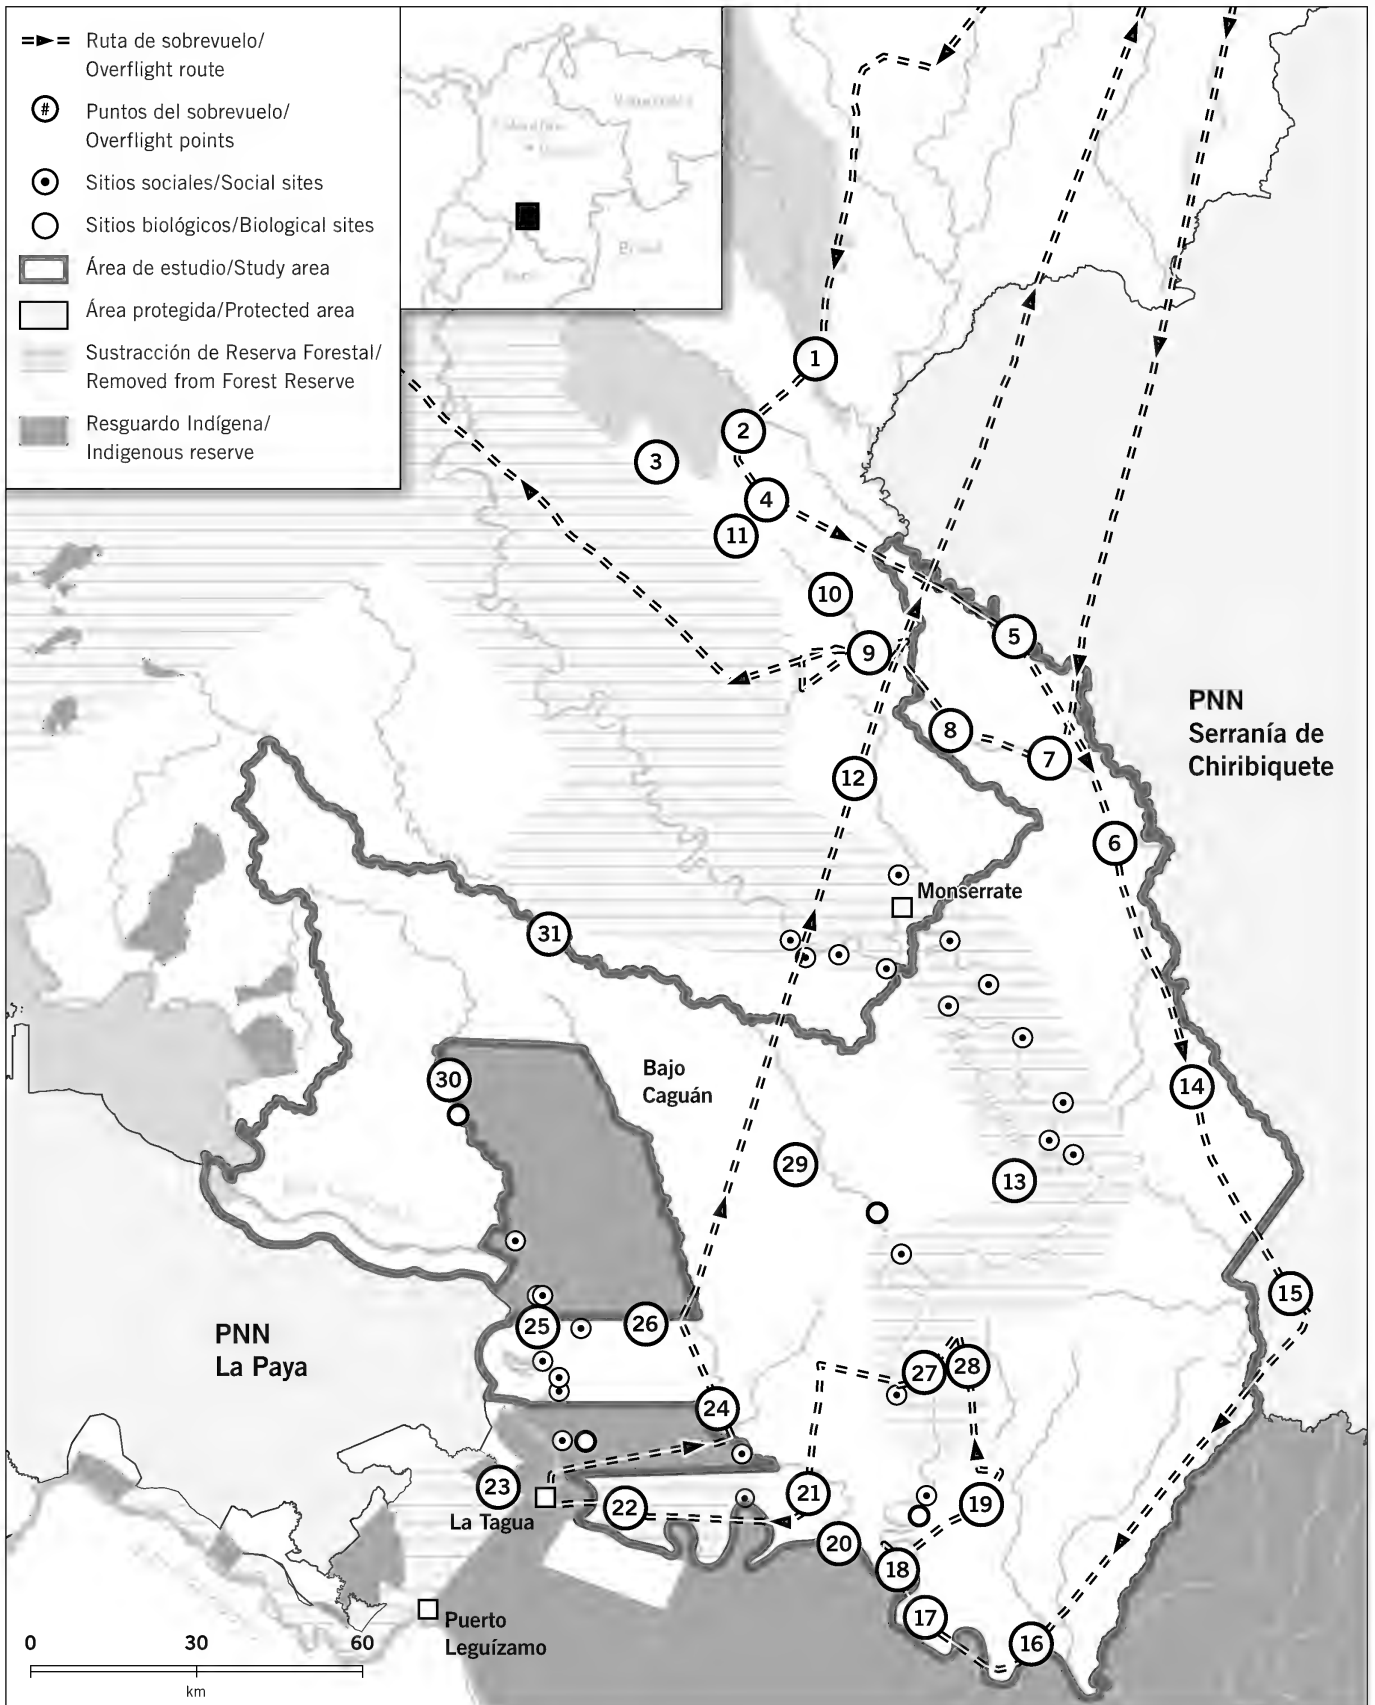 Ruta de sobrevuelo/
Overflight route
#
Puntos del sobrevuelo/
Overflight points
Sitios sociales/Social sites
Sitios biológicos/Biological sites
Área de estudio/Study area
Área protegida/Protected area
Sustracción de Reserva Forestal/
Removed from Forest Reserve
Resguardo Indígena/
Indigenous reserve
Brasil
1
2
3
4
11
10
5
9
8
7
12
6
PNN
Serranía de
Chiribiquete
Monserrate
31
30
Bajo
Caguán
14
29
13
15
PNN
La Paya
25
26
27
28
24
23
La Tagua
22
21
19
20
18
17
16
Puerto
Leguízamo
0
30
60
km